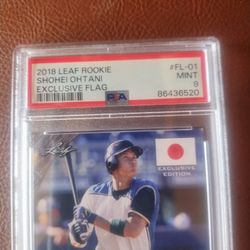 2018 LEAF ROOKIE #FL-01
SHOHEI OHTANI MINT
EXCLUSIVE FLAG 9
PSA 86436520
Leaf
EXCLUSIVE
EDITION